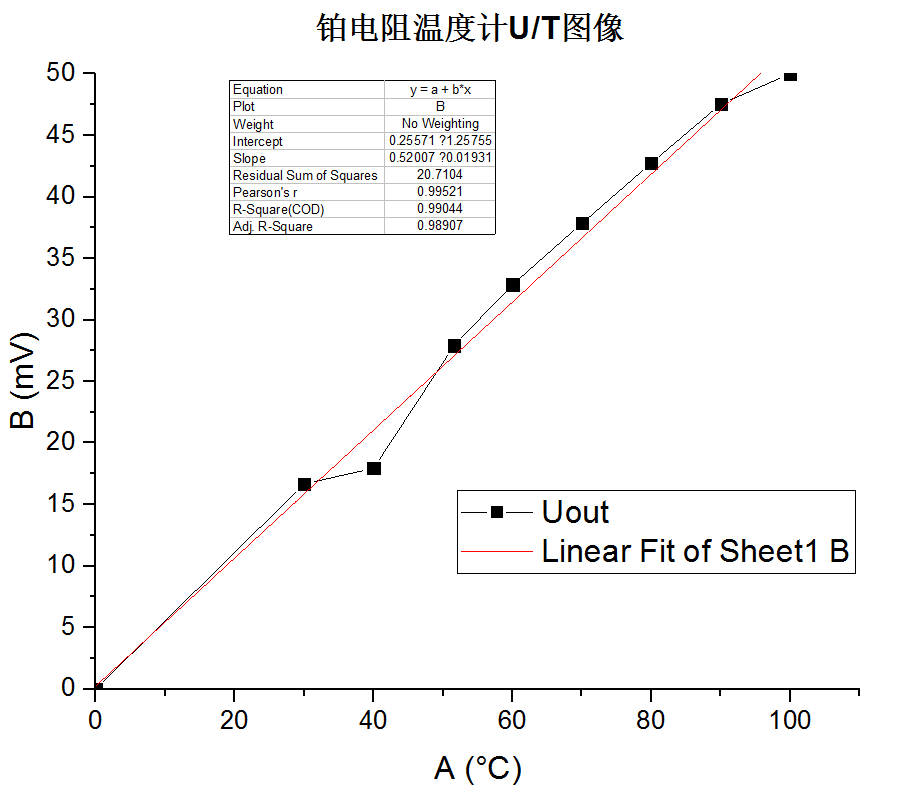 铂电阻温度计U/T图像
50
45
40
35
30
25
20
15
10
5
0
B (mV)
Equation y = a + b*x
Plot B
Weight No Weighting
Intercept 0.25571 ?1.25755
Slope 0.52007 ?0.01931
Residual Sum of Squares 20.7104
Pearson's r 0.99521
R-Square(COD) 0.99044
Adj. R-Square 0.98907
Uout
Linear Fit of Sheet1 B
0 20 40 60 80 100
A (°C)